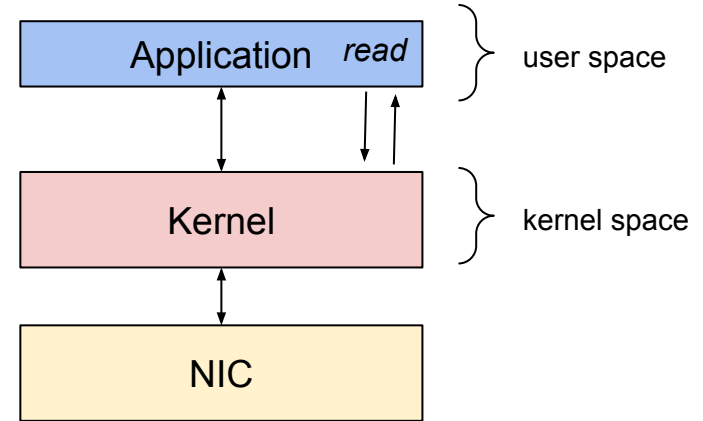 Application read
user space
Kernel
kernel space
NIC